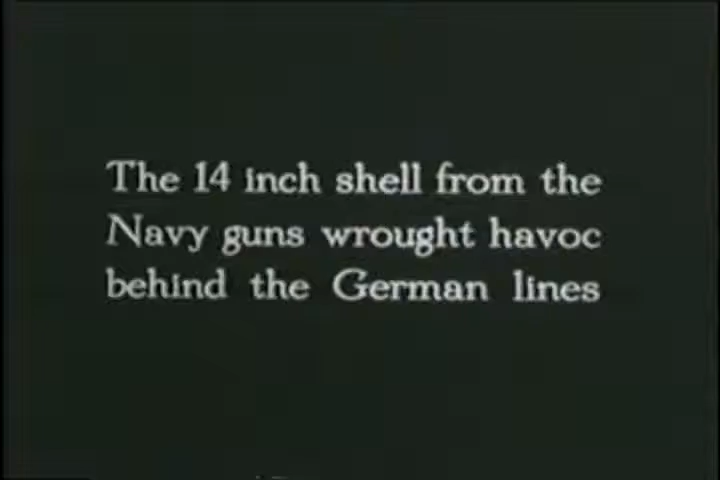 The 14 inch shell from the
Navy guns wrought havoc
behind the German lines